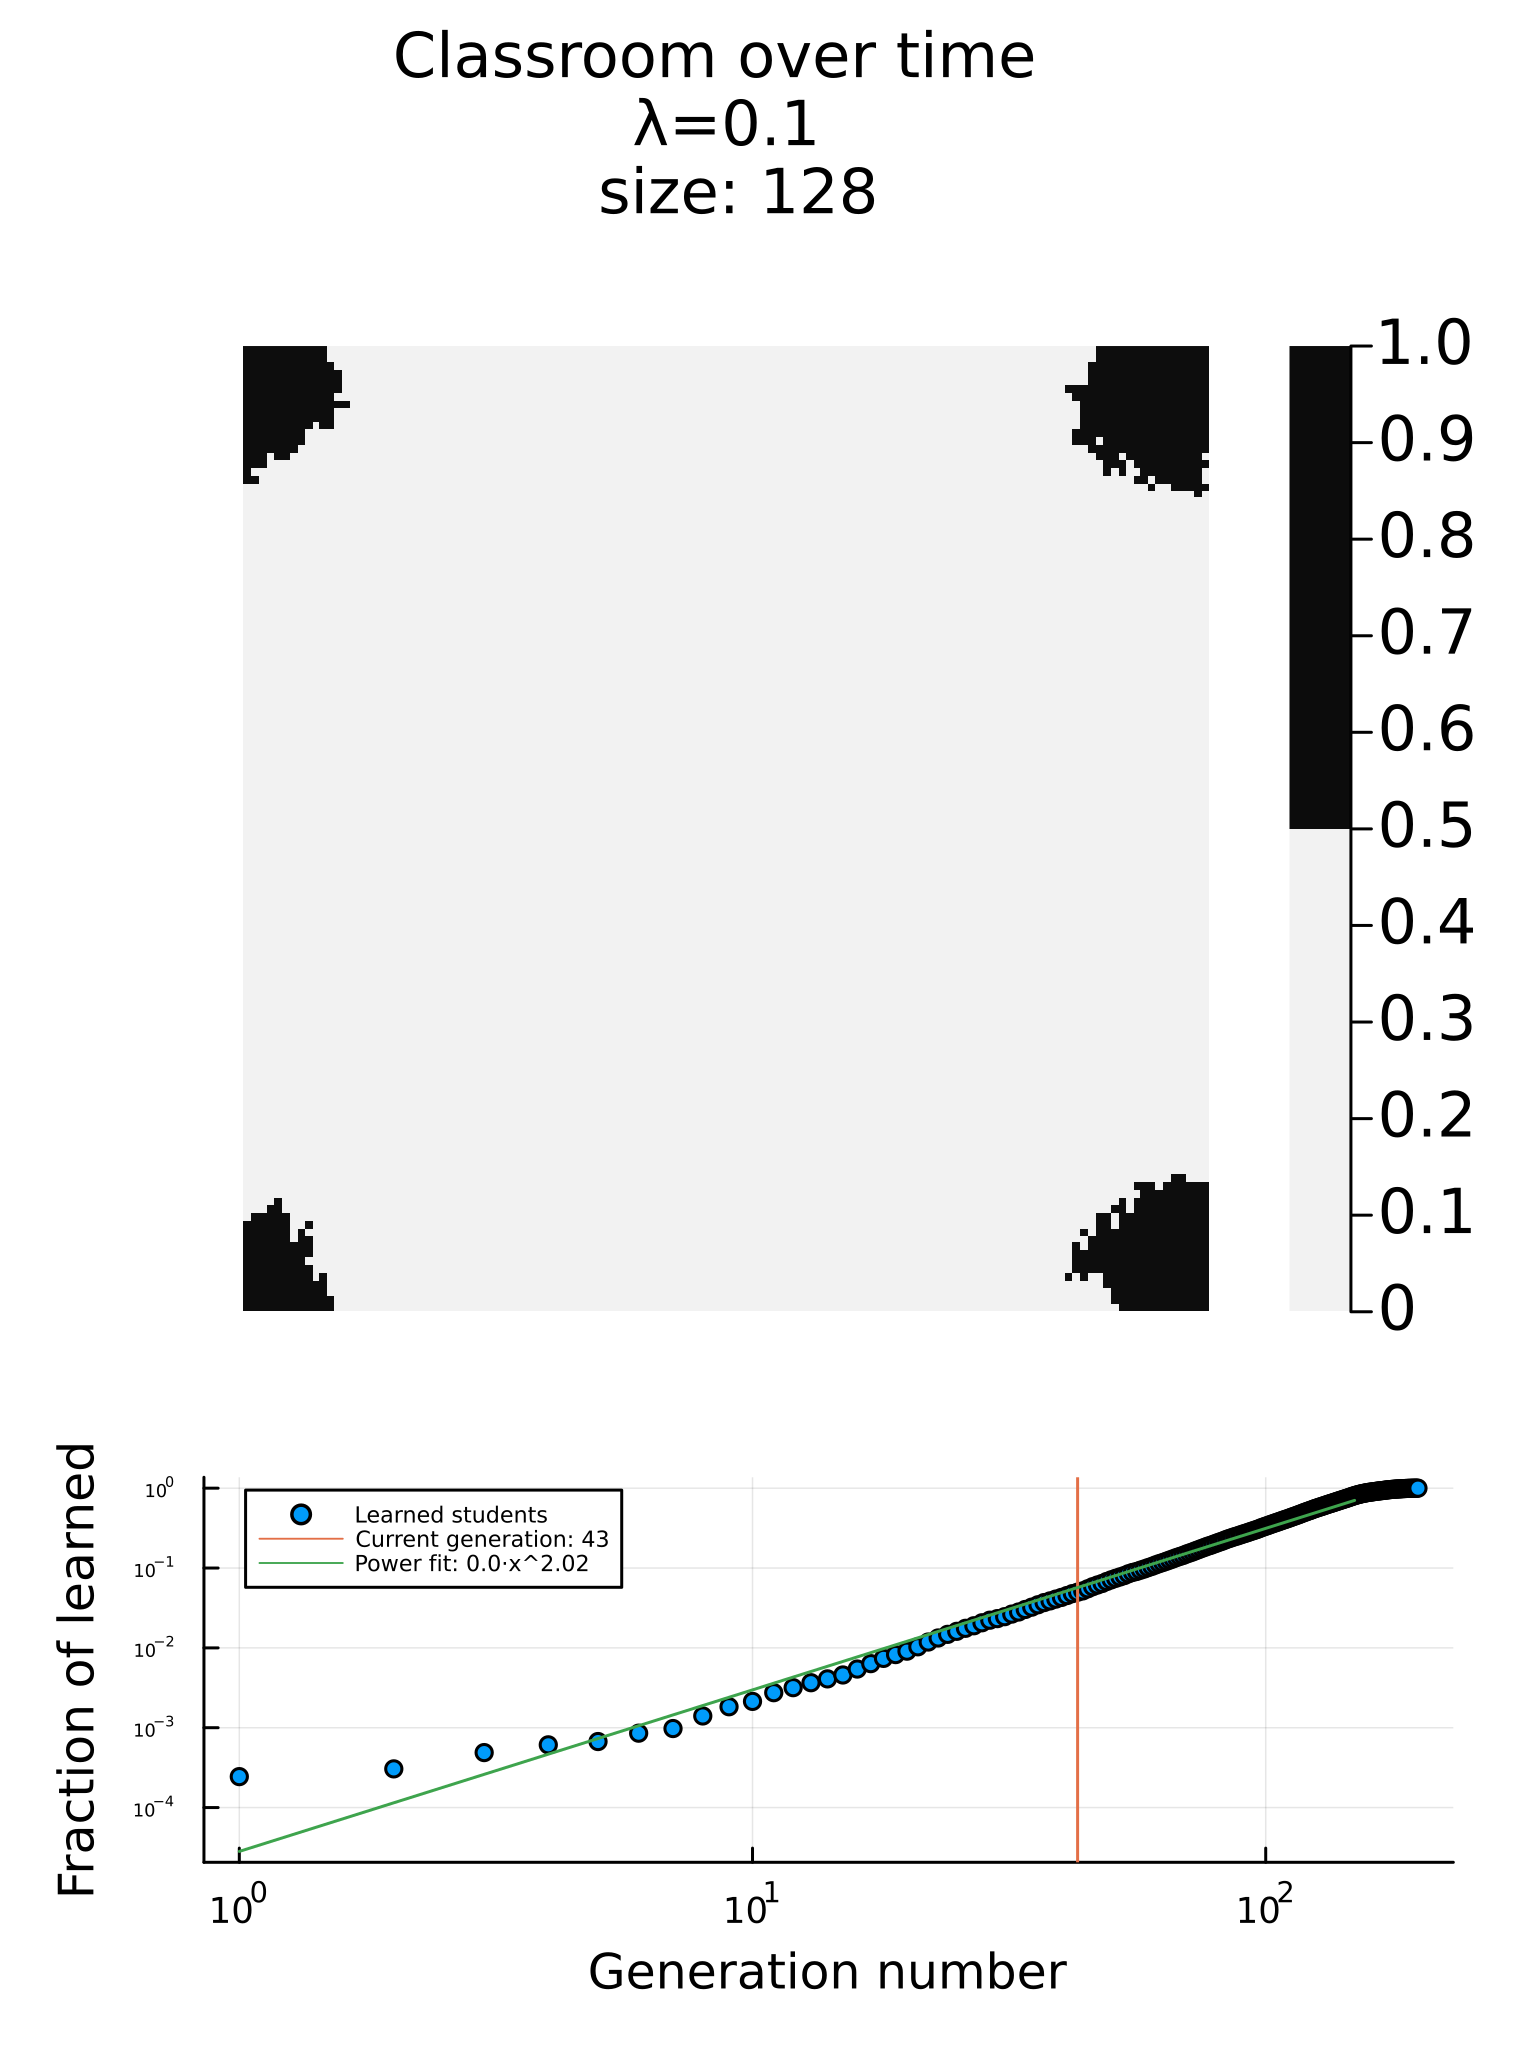 Classroom over time
λ=0.1
size: 128
1.0
0.9
0.8
0.7
0.6
0.5
0.4
0.3
0.2
0.1
0
Fraction of learned
10^0
10^-1
10^-2
10^-3
10^-4
Learned students
Current generation: 43
Power fit: 0.0·x^2.02
10^0 10^1 10^2
Generation number